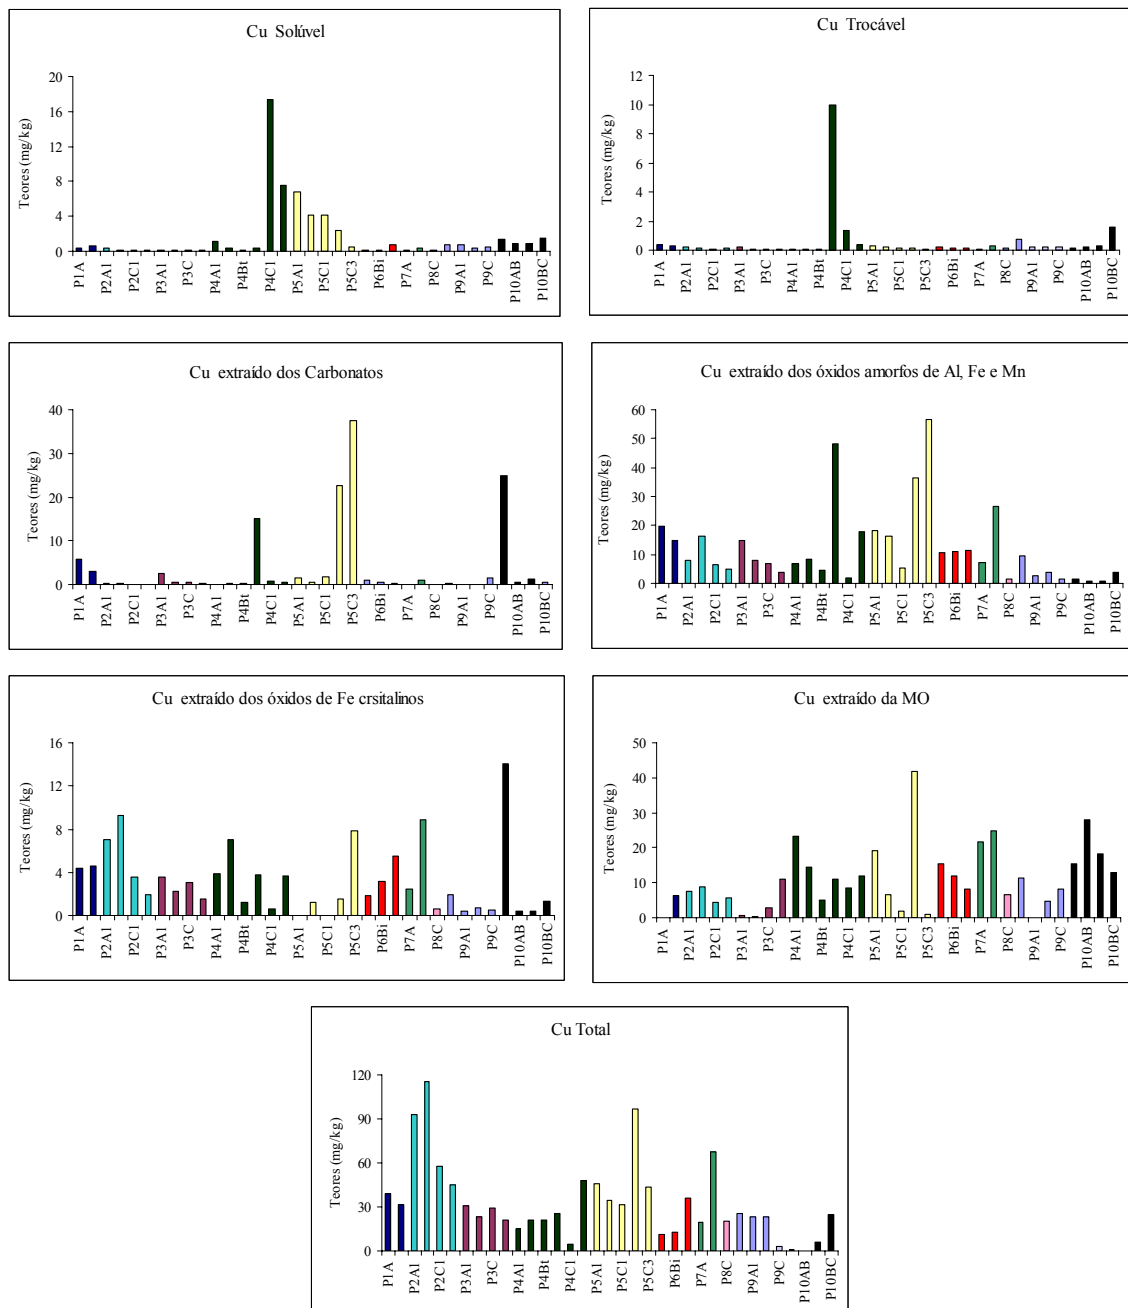 Cu Solúvel
Teores (mg/kg)
20
16
12
8
4
0
P1A
P2A1
P2C1
P3A1
P3C
P4A1
P4Bt
P4C1
P5A1
P5C1
P5C3
P6Bi
P7A
P8C
P9A1
P9C
P10AB
P10BC
Cu Trocável
Teores (mg/kg)
12
10
8
6
4
2
0
P1A
P2A1
P2C1
P3A1
P3C
P4A1
P4Bt
P4C1
P5A1
P5C1
P5C3
P6Bi
P7A
P8C
P9A1
P9C
P10AB
P10BC
Cu extraído dos Carbonatos
Teores (mg/kg)
40
30
20
10
0
P1A
P2A1
P2C1
P3A1
P3C
P4A1
P4Bt
P4C1
P5A1
P5C1
P5C3
P6Bi
P7A
P8C
P9A1
P9C
P10AB
P10BC
Cu extraído dos óxidos amorfos de Al, Fe e Mn
Teores (mg/kg)
60
50
40
30
20
10
0
P1A
P2A1
P2C1
P3A1
P3C
P4A1
P4Bt
P4C1
P5A1
P5C1
P5C3
P6Bi
P7A
P8C
P9A1
P9C
P10AB
P10BC
Cu extraído dos óxidos de Fe crsitalinos
Teores (mg/kg)
16
12
8
4
0
P1A
P2A1
P2C1
P3A1
P3C
P4A1
P4Bt
P4C1
P5A1
P5C1
P5C3
P6Bi
P7A
P8C
P9A1
P9C
P10AB
P10BC
Cu extraído da MO
Teores (mg/kg)
50
40
30
20
10
0
P1A
P2A1
P2C1
P3A1
P3C
P4A1
P4Bt
P4C1
P5A1
P5C1
P5C3
P6Bi
P7A
P8C
P9A1
P9C
P10AB
P10BC
Cu Total
Teores (mg/kg)
120
90
60
30
0
P1A
P2A1
P2C1
P3A1
P3C
P4A1
P4Bt
P4C1
P5A1
P5C1
P5C3
P6Bi
P7A
P8C
P9A1
P9C
P10AB
P10BC